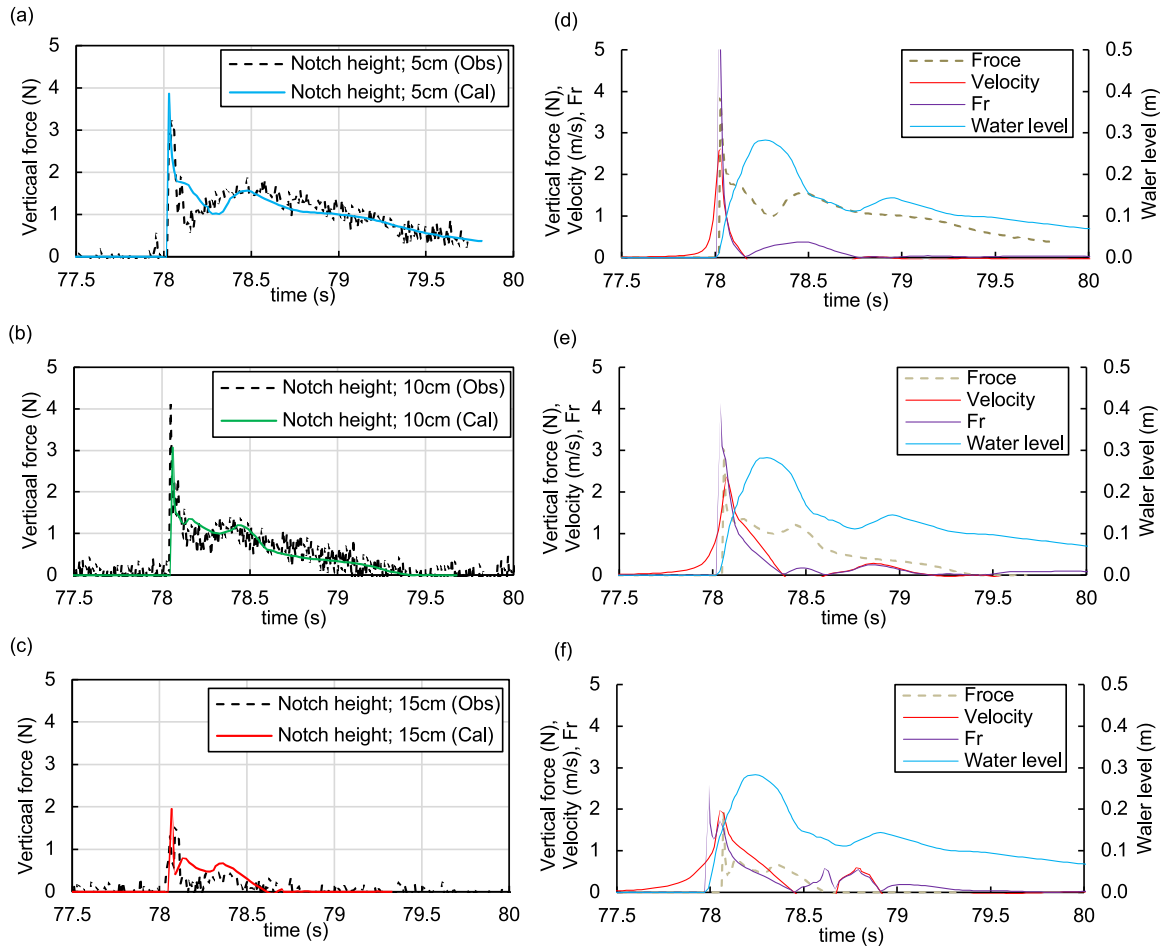 (a)
5
4
3
2
1
0
Verticaal force (N)
Notch height; 5cm (Obs)
Notch height; 5cm (Cal)
77.5 78 78.5 79 79.5 80
time (s)
(d)
5
4
3
2
1
0
Vertical force (N),
Velocity (m/s), Fr
Froce
Velocity
Fr
Water level
0.5
0.4
0.3
0.2
0.1
0.0
Waler level (m)
77.5 78 78.5 79 79.5 80
time (s)
(b)
5
4
3
2
1
0
Verticaal force (N)
Notch height; 10cm (Obs)
Notch height; 10cm (Cal)
77.5 78 78.5 79 79.5 80
time (s)
(e)
5
4
3
2
1
0
Vertical force (N),
Velocity (m/s), Fr
Froce
Velocity
Fr
Water level
0.5
0.4
0.3
0.2
0.1
0.0
Waler level (m)
77.5 78 78.5 79 79.5 80
time (s)
(c)
5
4
3
2
1
0
Verticaal force (N)
Notch height; 15cm (Obs)
Notch height; 15cm (Cal)
77.5 78 78.5 79 79.5 80
time (s)
(f)
5
4
3
2
1
0
Vertical force (N),
Velocity (m/s), Fr
Froce
Velocity
Fr
Water level
0.5
0.4
0.3
0.2
0.1
0.0
Waler level (m)
77.5 78 78.5 79 79.5 80
time (s)